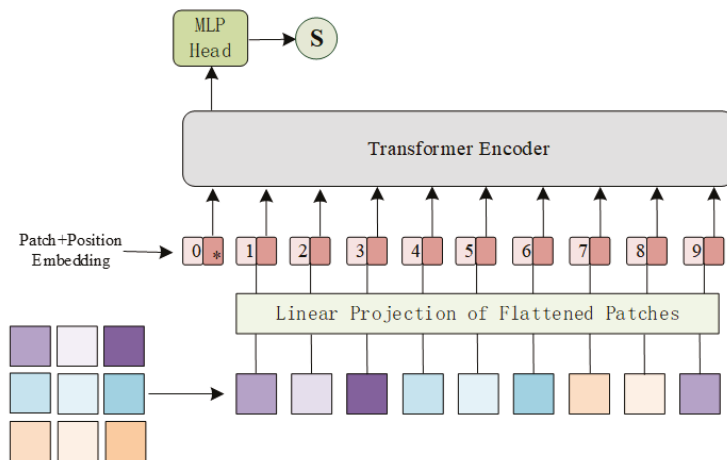 MLP
Head
S
Transformer Encoder
Patch+Position
Embedding
0 * 1 2 3 4 5 6 7 8 9
Linear Projection of Flattened Patches